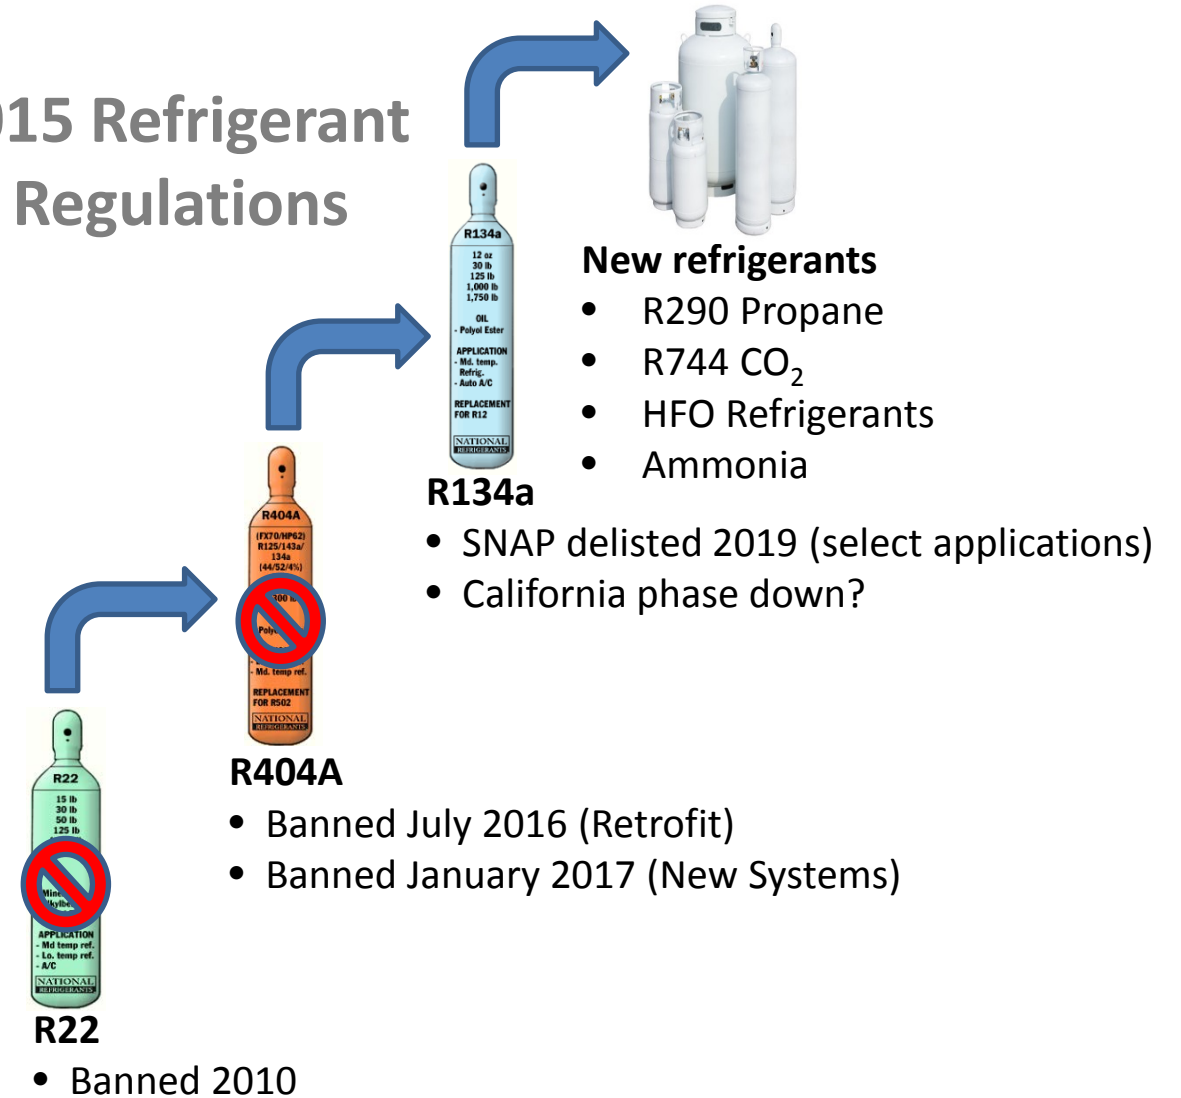 015 Refrigerant
Regulations
R134a
12 oz
30 lb
125 lb
1,000 lb
1,750 lb
OIL
- Polyol Ester
APPLICATION
- Md. temp.
Refrig.
- Auto A/C
REPLACEMENT
FOR R12
NATIONAL
REFRIGERANTS
R134a
• SNAP delisted 2019 (select applications)
• California phase down?
New refrigerants
• R290 Propane
• R744 CO2
• HFO Refrigerants
• Ammonia
R404A
(FX70/HP62)
R125/143a/
134a
(44/52/4%)
- Md. temp ref.
REPLACEMENT
FOR R502
NATIONAL
REFRIGERANTS
R404A
• Banned July 2016 (Retrofit)
• Banned January 2017 (New Systems)
R22
15 lb
30 lb
50 lb
125 lb
APPLICATION
- Md temp ref.
- Lo. temp ref.
- A/C
NATIONAL
REFRIGERANTS
R22
• Banned 2010